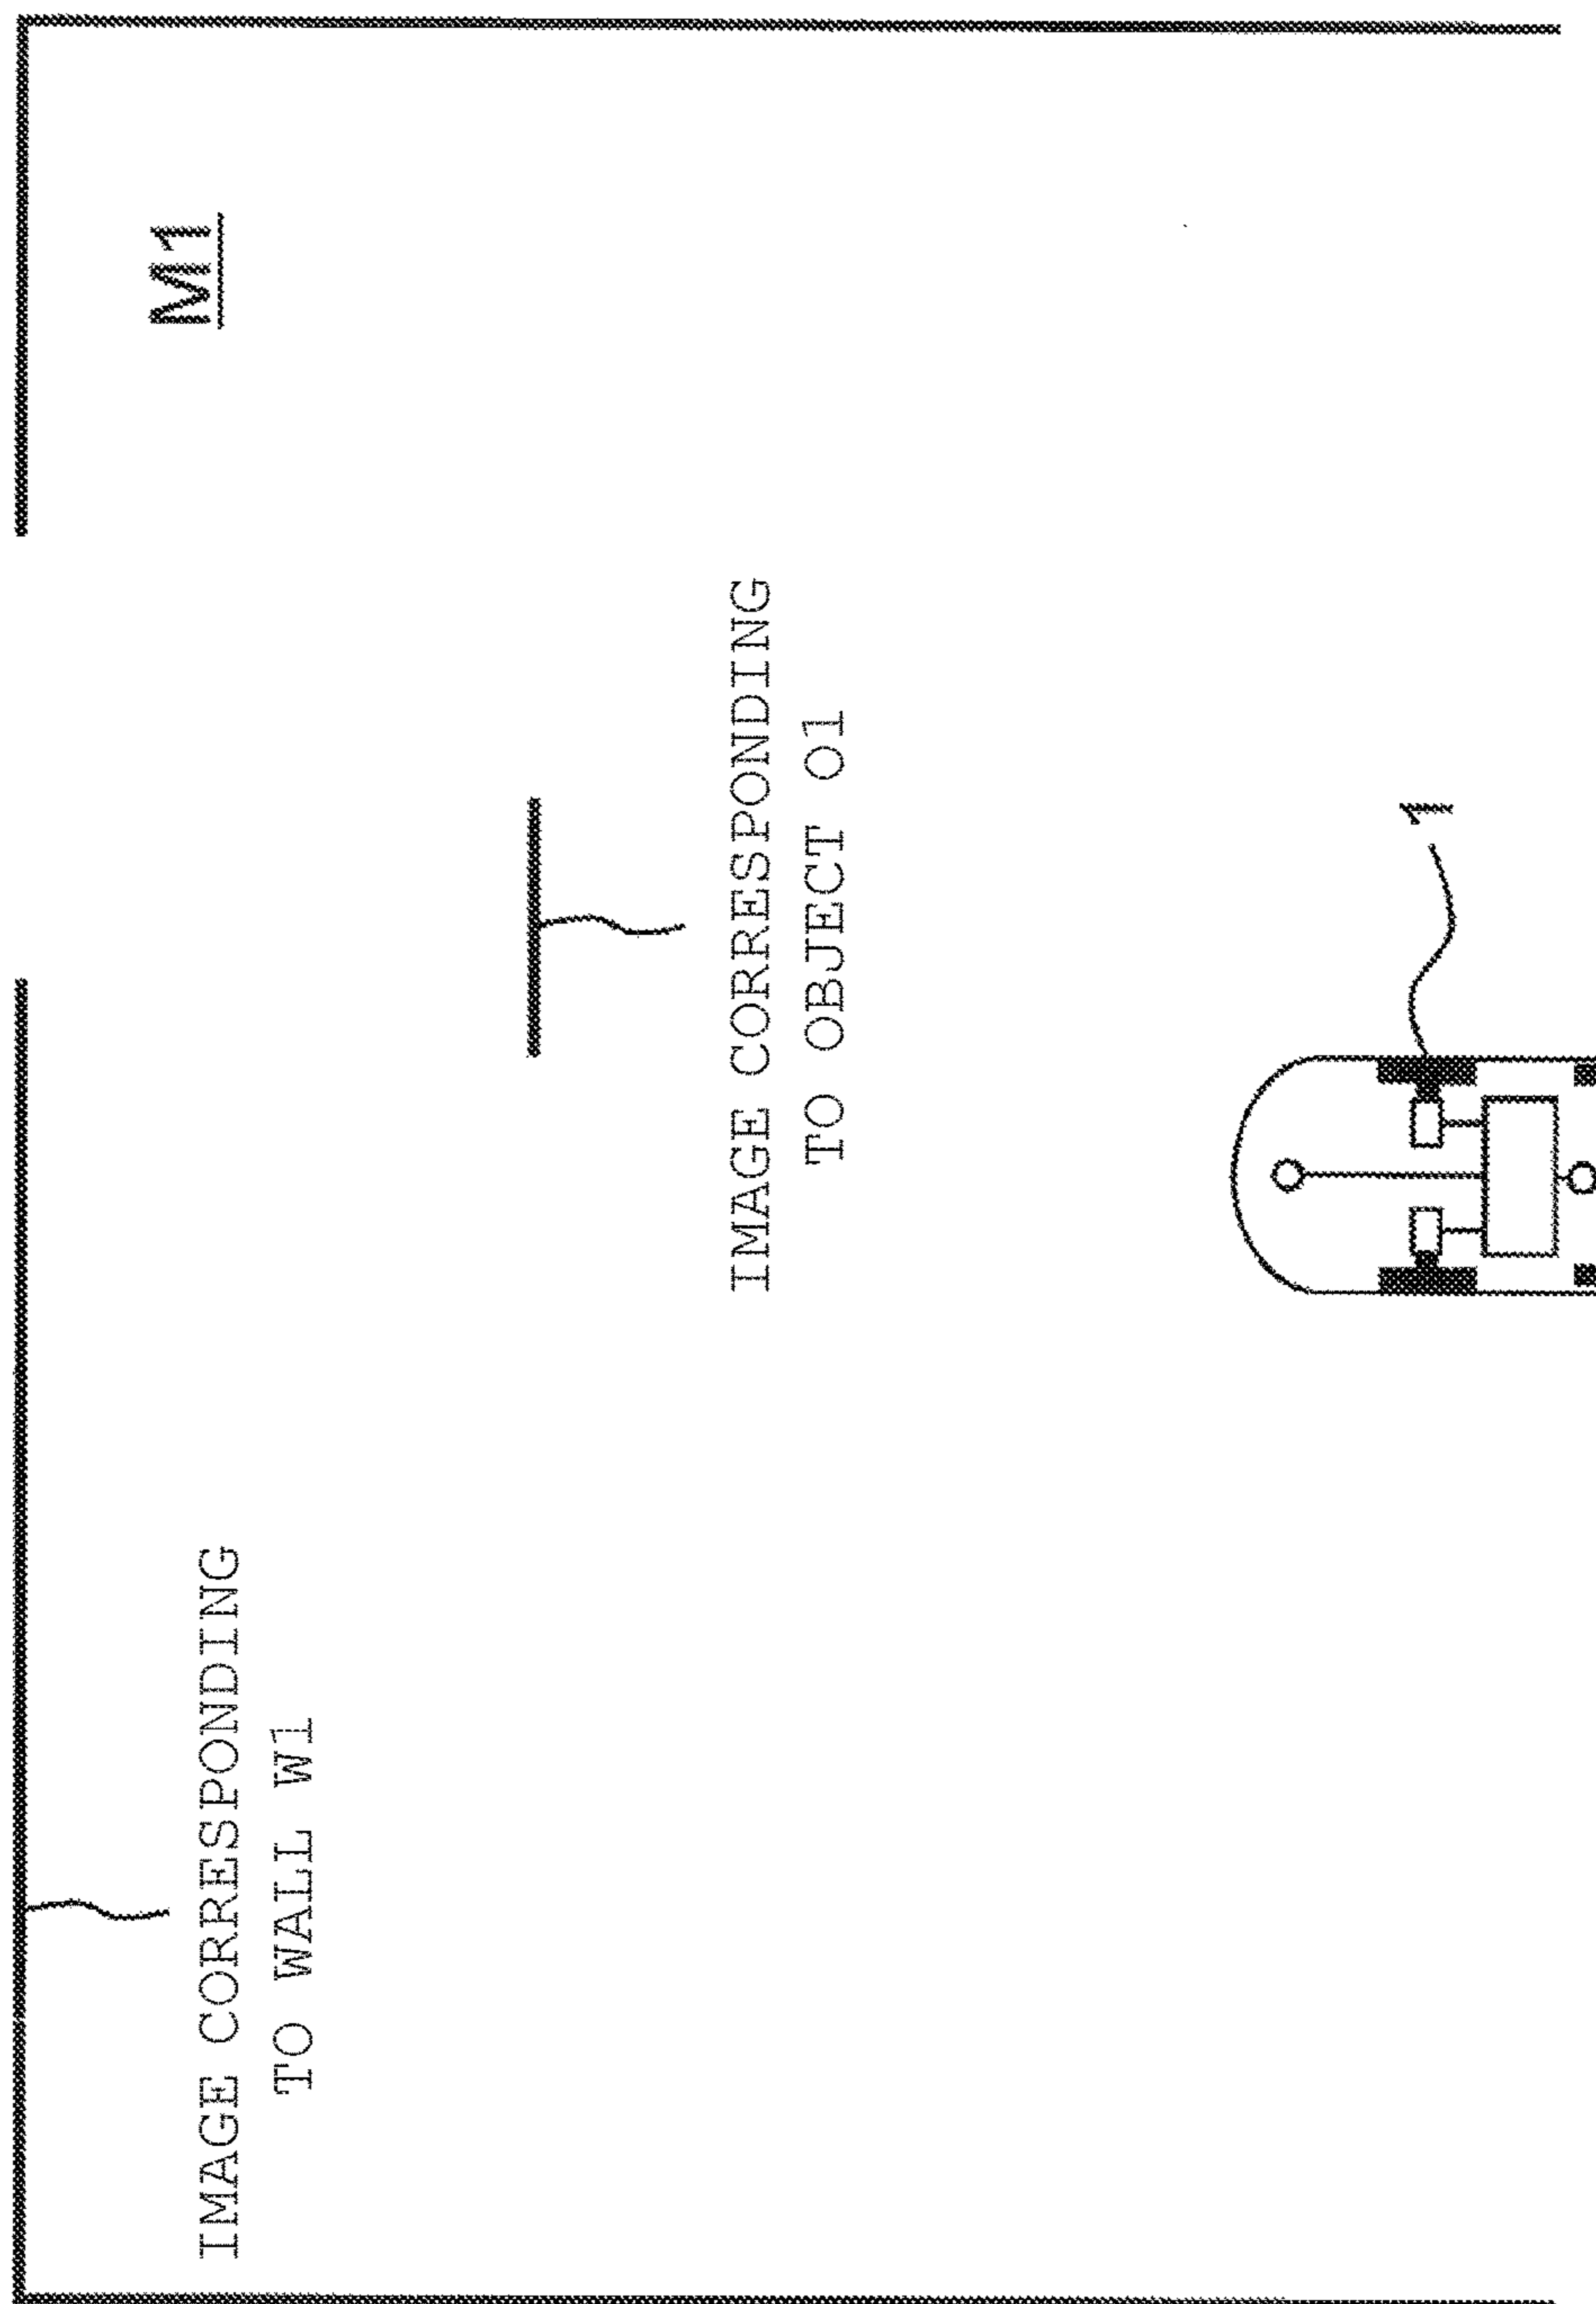 M1
IMAGE CORRESPONDING
TO WALL W1
IMAGE CORRESPONDING
TO OBJECT O1
1